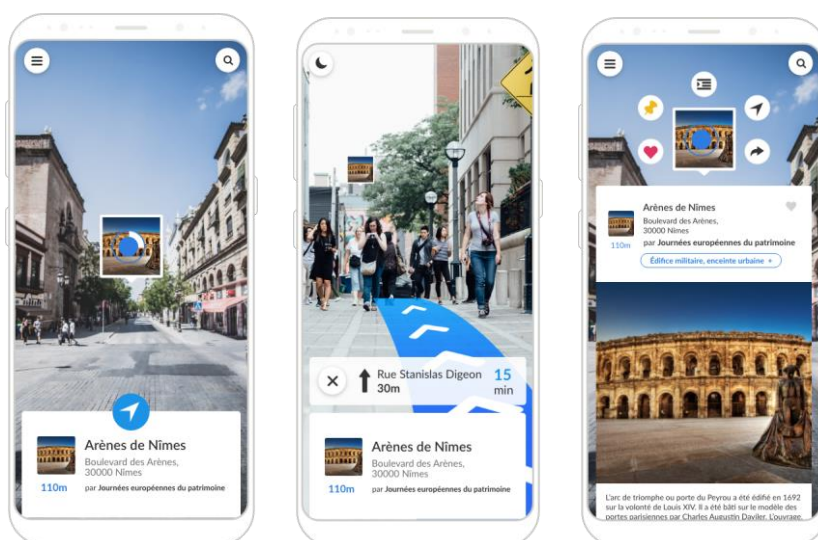 Arènes de Nîmes
Boulevard des Arènes,
30000 Nîmes
110m
par Journées européennes du patrimoine
Rue Stanislas Digeon
30m
15
min
Arènes de Nîmes
Boulevard des Arènes,
30000 Nîmes
110m
par Journées européennes du patrimoine
Arènes de Nîmes
Boulevard des Arènes,
30000 Nîmes
110m
par Journées européennes du patrimoine
Édifice militaire, enceinte urbaine +
L'arc de triomphe ou porte du Peyrou a été édifié en 1692
sur la volonté de Louis XIV. Il a été bâti sur le modèle des
portes parisiennes par Charles Augustin Daviler. L'ouvrage,